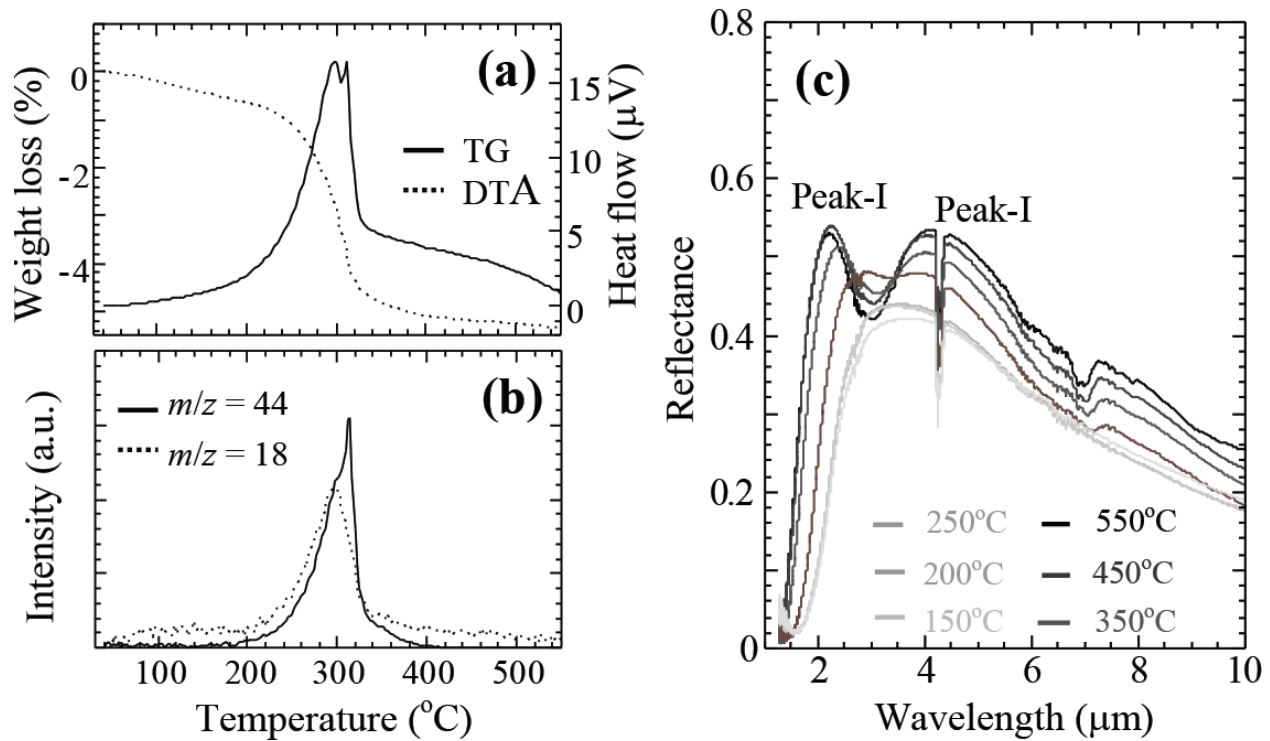 (a)
Weight loss (%)
0
-2
-4
Heat flow (μV)
15
10
5
0
TG
DTA
(b)
Intensity (a.u.)
m/z = 44
m/z = 18
100
200
300
400
500
Temperature (°C)
(c)
Reflectance
0.8
0.6
0.4
0.2
0
Peak-I
Peak-I
250°C
550°C
200°C
450°C
150°C
350°C
2
4
6
8
10
Wavelength (μm)